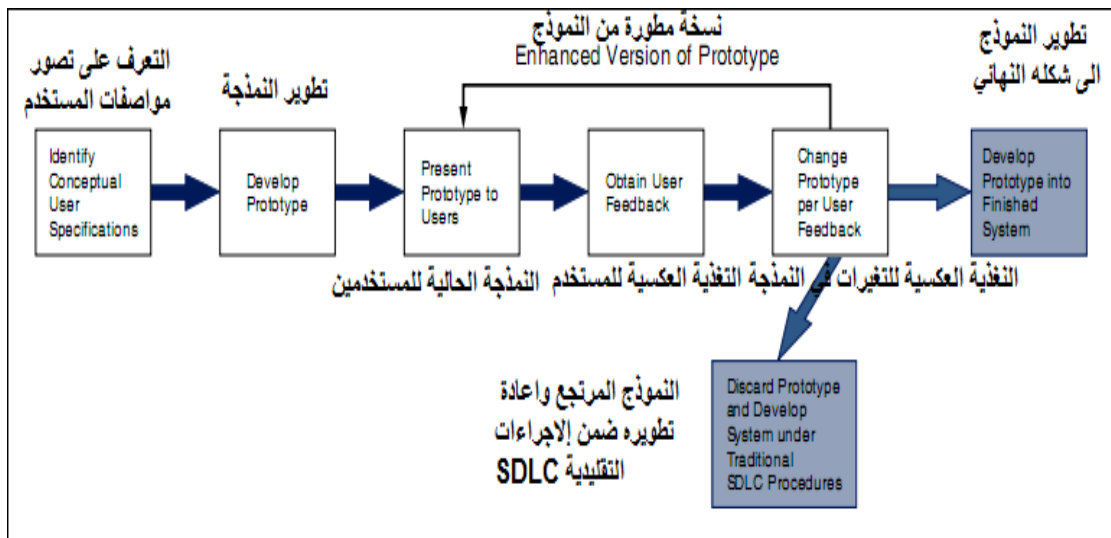 نسخة مطورة من النموذج
Enhanced Version of Prototype
تطوير النموذج
الى شكله النهائي
التعرف على تصور
مواصفات المستخدم
تطوير النمذجة
Identify
Conceptual
User
Specifications
Develop
Prototype
Present
Prototype to
Users
Obtain User
Feedback
Change
Prototype
per User
Feedback
Develop
Prototype into
Finished
System
النمذجة الحالية للمستخدمين
التغذية العكسية للمستخدم
التغذية العكسية للتغيرات في النمذجة
النموذج المرتجع واعادة
تطويره ضمن إلاجراءات
التقليدية SDLC
Discard Prototype
and Develop
System under
Traditional
SDLC Procedures